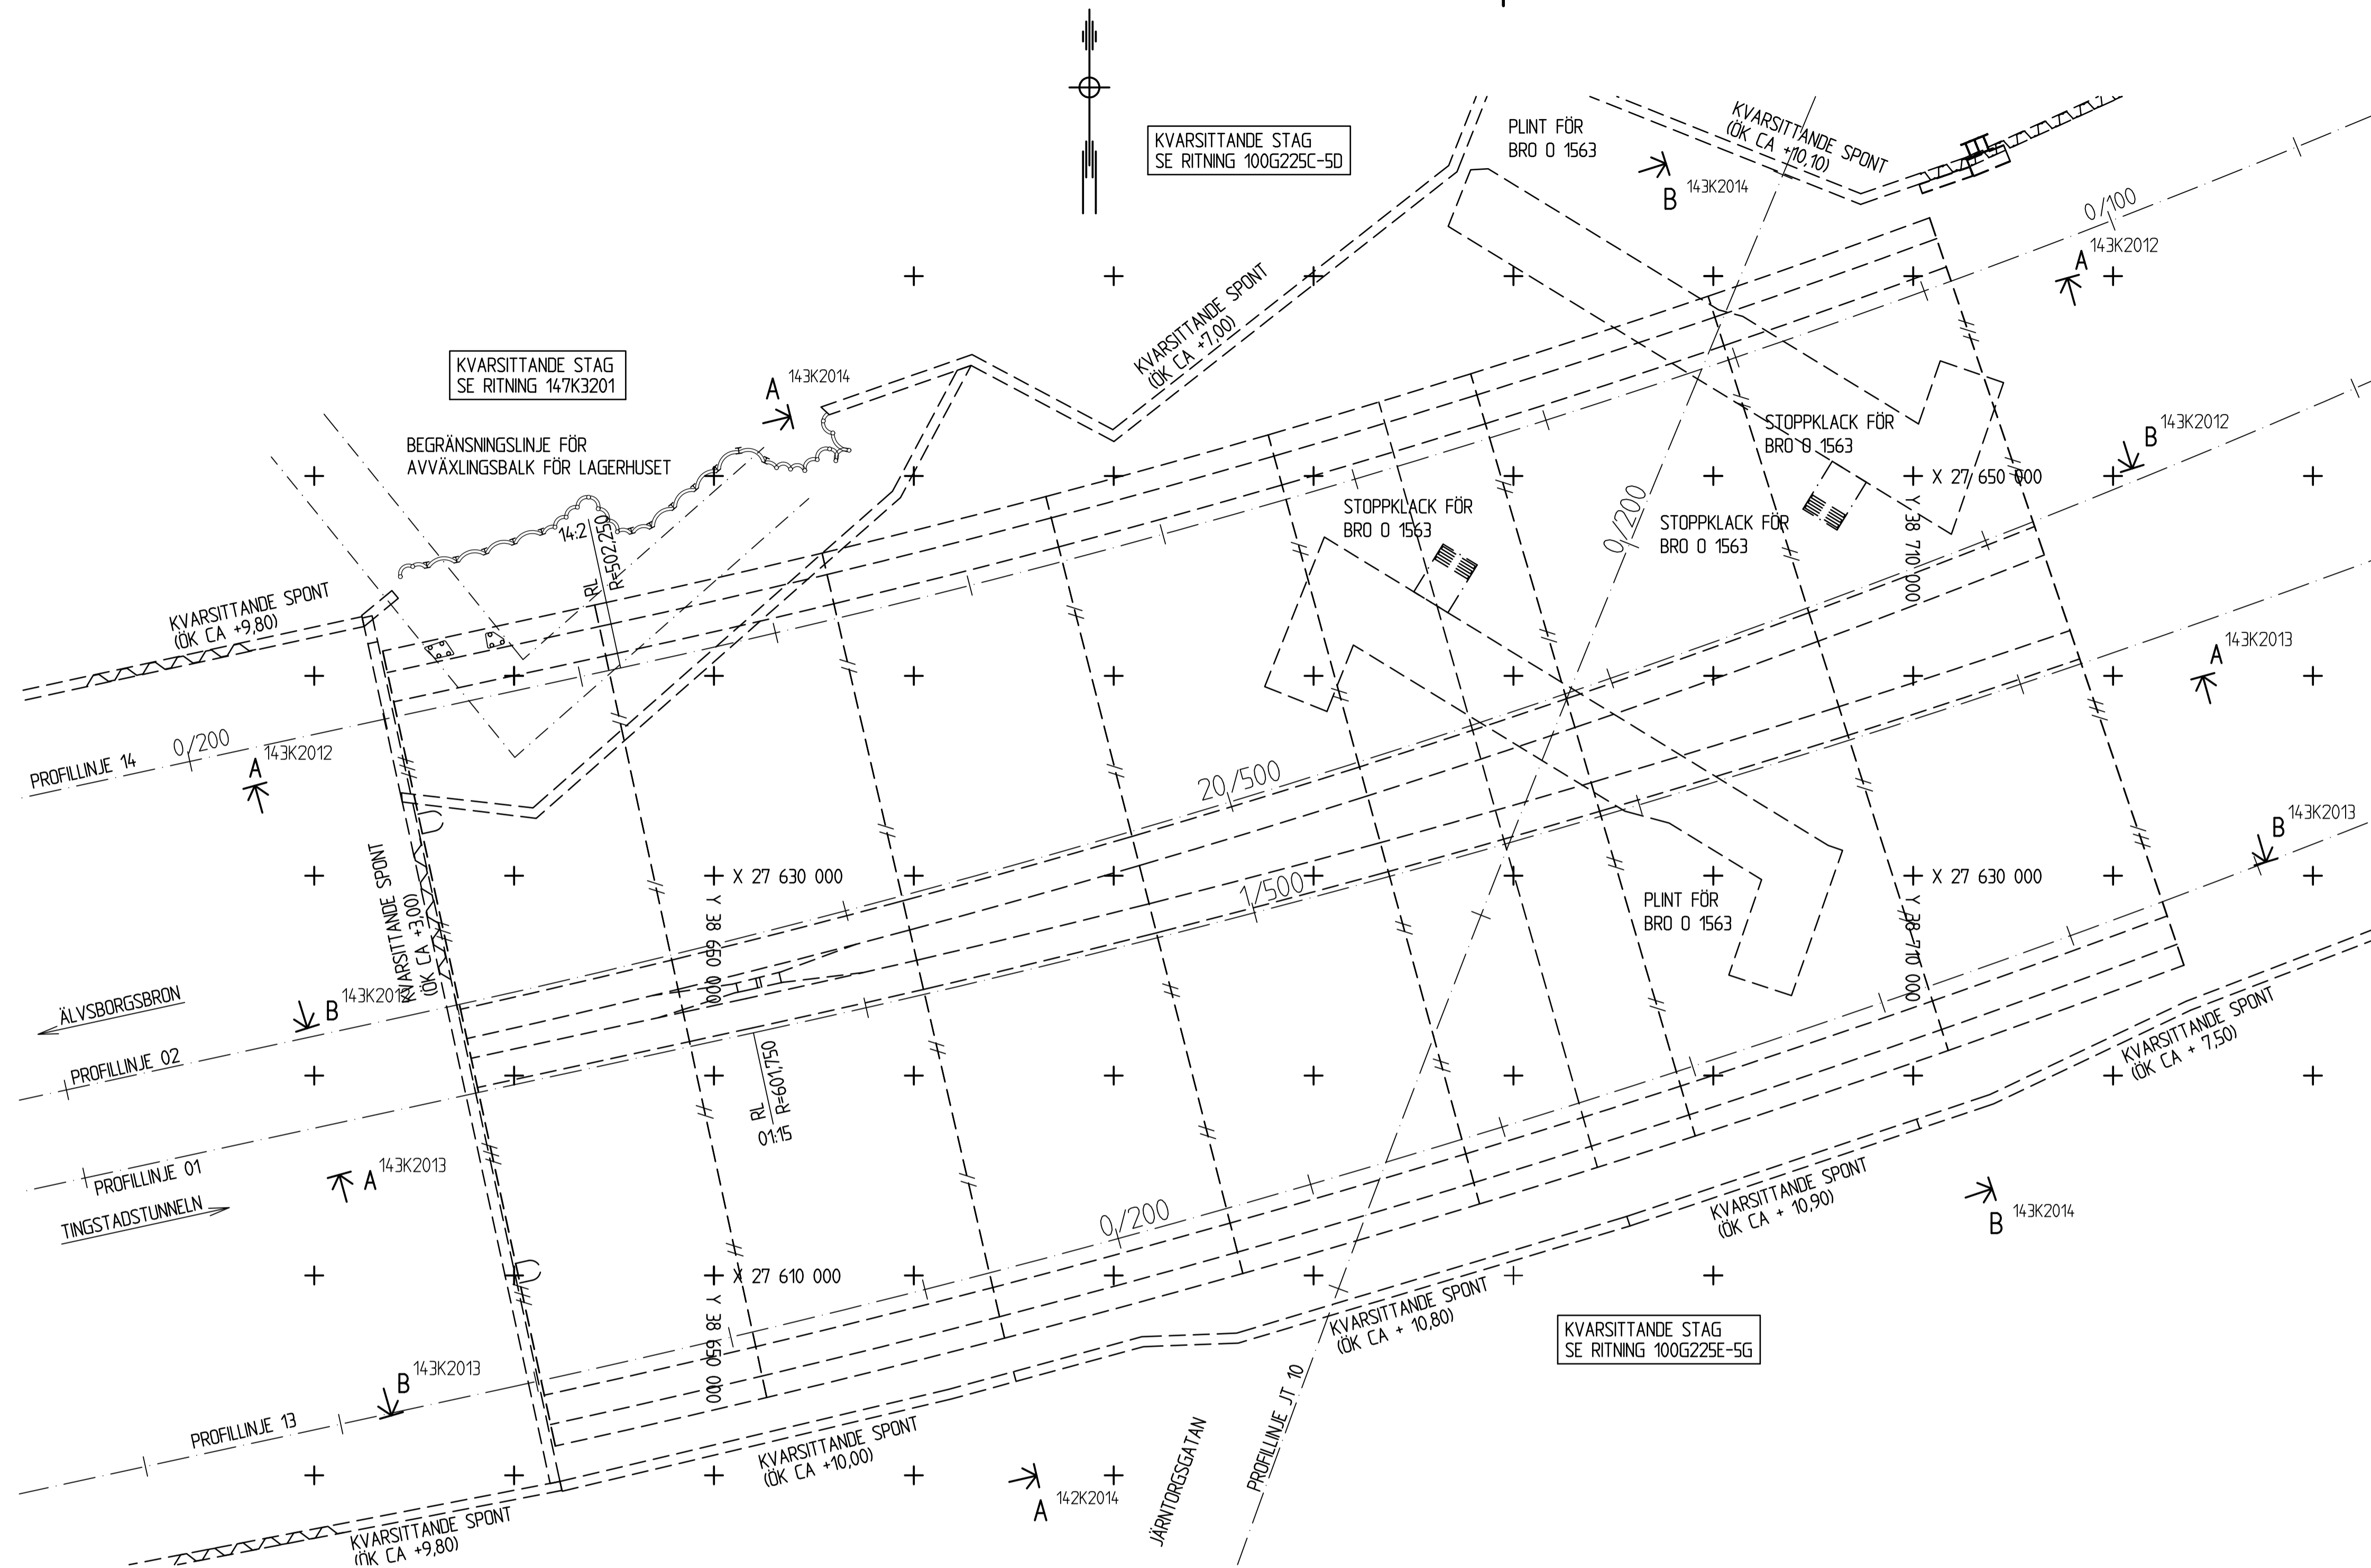 KVARSITTANDE STAG
SE RITNING 100G225C-5D
PLINT FÖR
BRO O 1563
B 143K2014
KVARSITTANDE SPONT
(ÖK CA +10,10)
0/100
A 143K2012
KVARSITTANDE SPONT
(ÖK CA +7,00)
KVARSITTANDE STAG
SE RITNING 147K3201
A 143K2014
BEGRÄNSNINGSLINJE FÖR
AVVÄXLINGSBALK FÖR LAGERHUSET
STOPPKLACK FÖR
BRO O 1563
B 143K2012
X 27 650 000
Y 38 710 000
STOPPKLACK FÖR
BRO O 1563
9/200
STOPPKLACK FÖR
BRO O 1563
14:2
RL
R=502,250
KVARSITTANDE SPONT
(ÖK CA +9,80)
A 143K2013
0/200
PROFILLINJE 14
A 143K2012
20/500
B 143K2013
KVARSITTANDE SPONT
(ÖK CA +3,00)
X 27 630 000
Y 38 650 000
1/500
X 27 630 000
Y 38 710 000
PLINT FÖR
BRO O 1563
ÄLVSBORGSBRON
B 143K2012
PROFILLINJE 02
KVARSITTANDE SPONT
(ÖK CA + 7,50)
RL
R=601,750
01:15
PROFILLINJE 01
A 143K2013
TINGSTADSTUNNELN
0/200
KVARSITTANDE SPONT
(ÖK CA + 10,90)
B 143K2014
X 27 610 000
Y 38 650 000
KVARSITTANDE SPONT
(ÖK CA + 10,80)
KVARSITTANDE STAG
SE RITNING 100G225E-5G
B 143K2013
PROFILLINJE 13
KVARSITTANDE SPONT
(ÖK CA +10,00)
A 142K2014
JÄRNTORGSGATAN
PROFILLINJE JT 10
KVARSITTANDE SPONT
(ÖK CA +9,80)